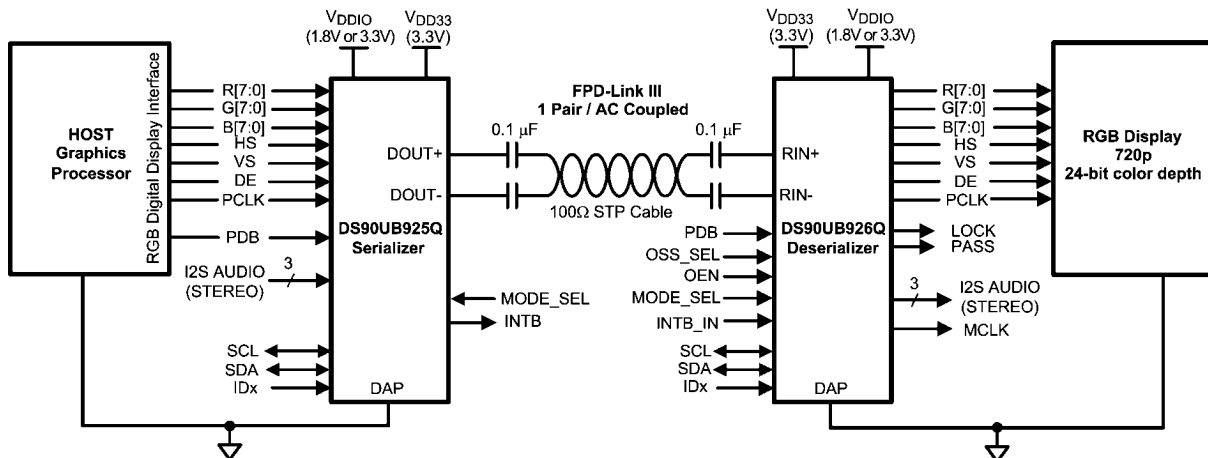 VDDIO
(1.8V or 3.3V)
VDD33
(3.3V)
VDD33
(3.3V)
VDDIO
(1.8V or 3.3V)
HOST
Graphics
Processor
RGB Digital Display Interface
R[7:0]
G[7:0]
B[7:0]
HS
VS
DE
PCLK
PDB
I2S AUDIO
(STEREO)
3
SCL
SDA
IDx
DOUT+
DOUT-
DS90UB925Q
Serializer
DAP
MODE_SEL
INTB
FPD-Link III
1 Pair / AC Coupled
0.1 μF
0.1 μF
100Ω STP Cable
PDB
OSS_SEL
OEN
MODE_SEL
INTB_IN
SCL
SDA
IDx
RIN+
RIN-
DS90UB926Q
Deserializer
DAP
R[7:0]
G[7:0]
B[7:0]
HS
VS
DE
PCLK
LOCK
PASS
3
I2S AUDIO
(STEREO)
MCLK
RGB Display
720p
24-bit color depth